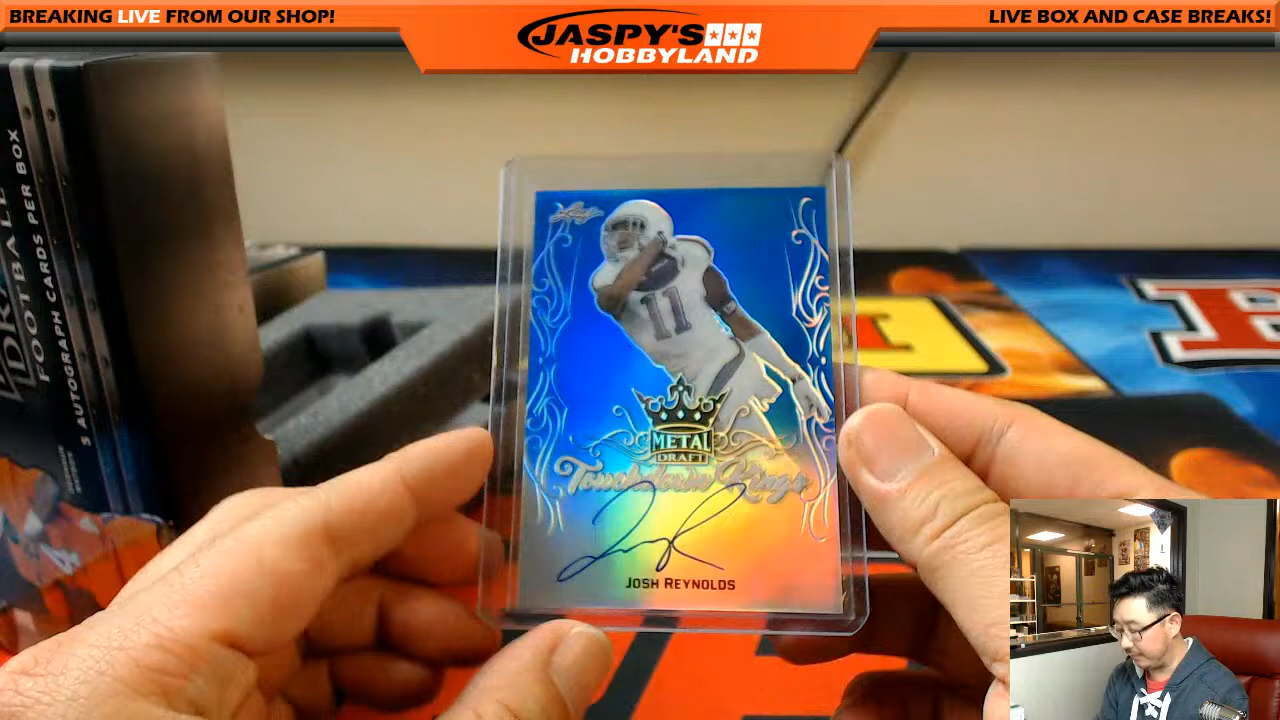 BREAKING LIVE FROM OUR SHOP!
JASPY'S
HOBBYLAND
LIVE BOX AND CASE BREAKS!
FOOTBALL
5 AUTOGRAPH CARDS PER BOX
Leaf
11
METAL
DRAFT
Touchdown Kings
JOSH REYNOLDS
4